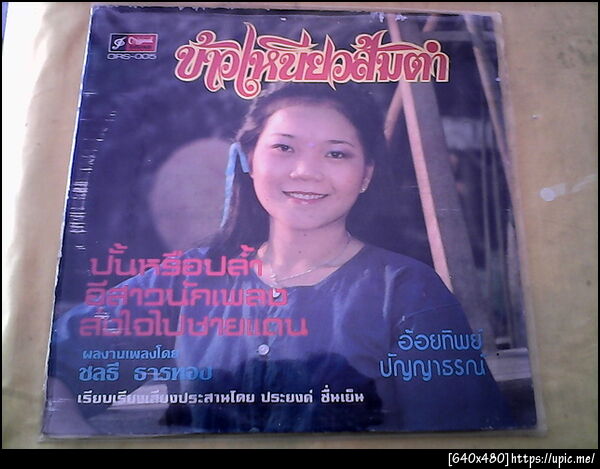 Original
ORS-005
ข้าวเหนียวส้มตำ
ปั้นหรือปล้ำ
อีสาวนักเพลง
ส่งใจไปชายแดน
ผลงานเพลงโดย
ชลธี ธารทอง
เรียบเรียงเสียงประสานโดย ประยงค์ ชื่นเย็น
อ้อยทิพย์
ปัญญาธรณ์
[640x480]https://upic.me/